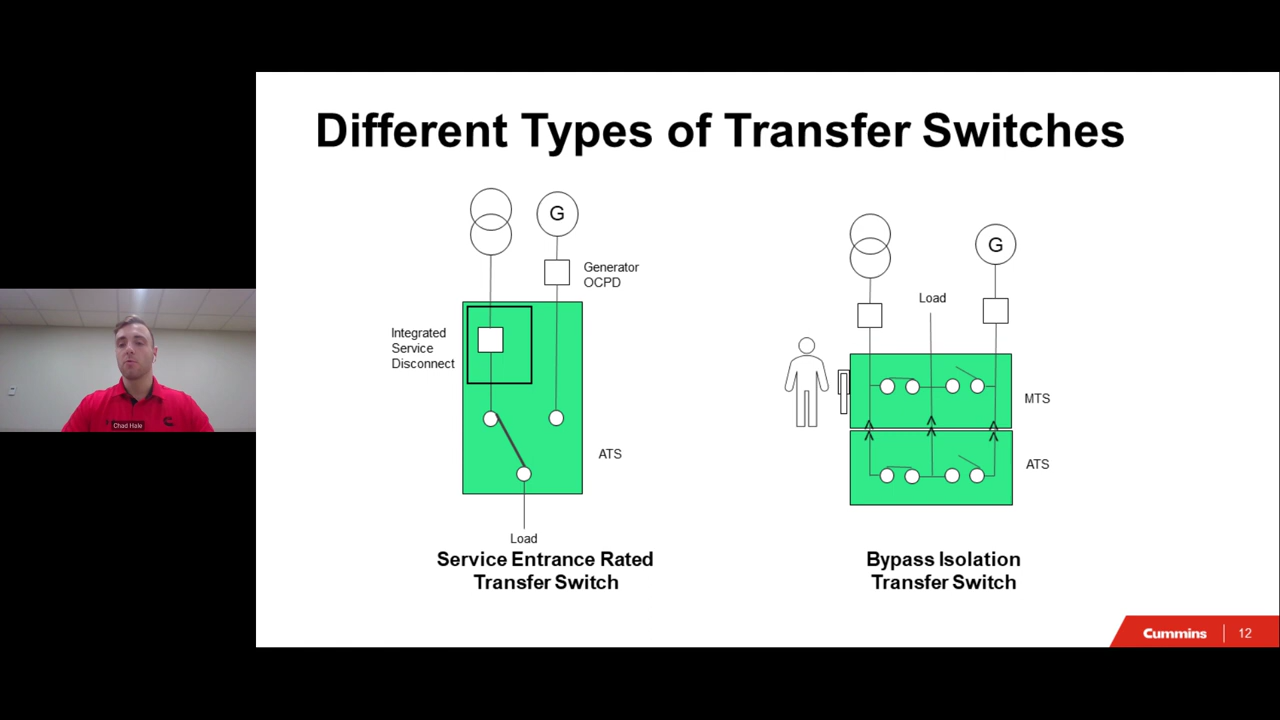 Different Types of Transfer Switches
G
Generator
OCPD
Integrated
Service
Disconnect
ATS
Load
Service Entrance Rated
Transfer Switch
G
Load
MTS
ATS
Bypass Isolation
Transfer Switch
Chad Hale
Cummins
12